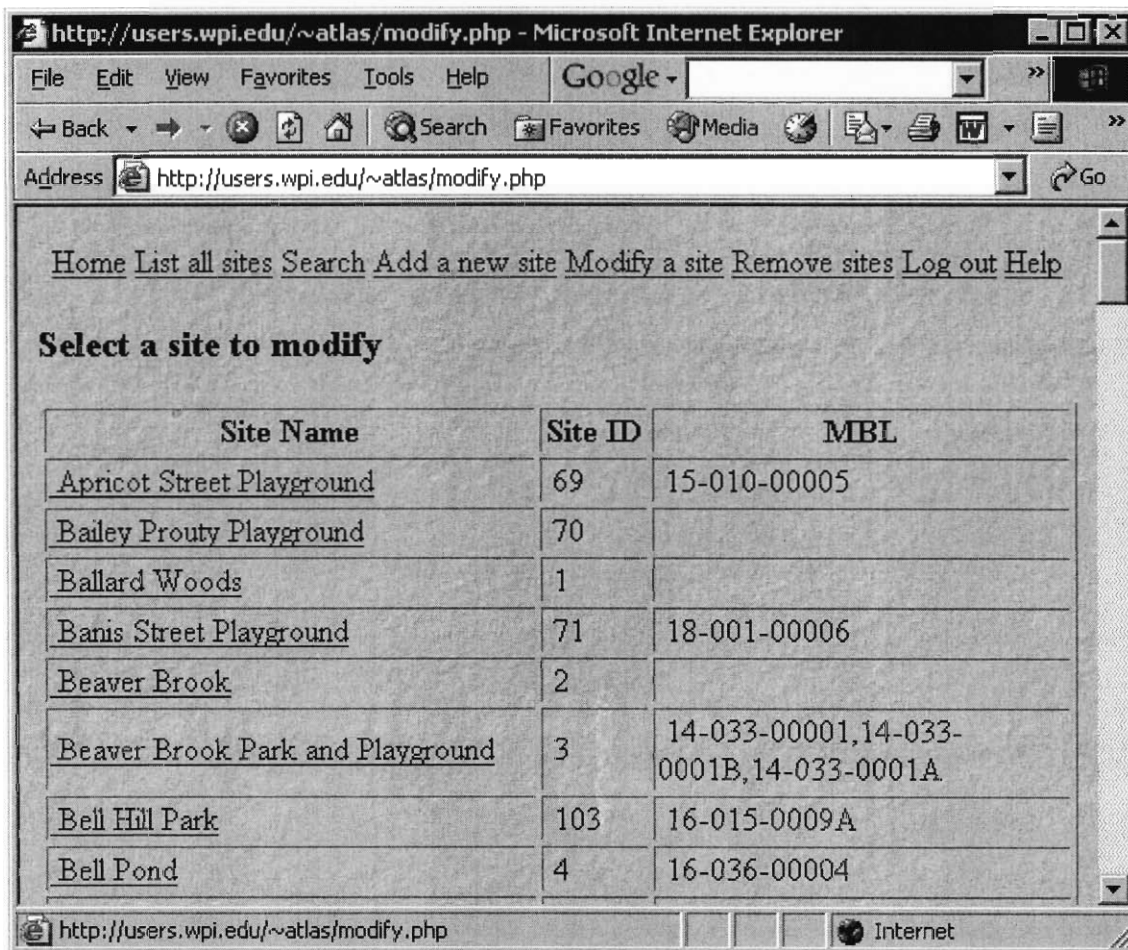 http://users.wpi.edu/~atlas/modify.php - Microsoft Internet Explorer
File Edit View Favorites Tools Help Google
Back Search Favorites Media W
Address http://users.wpi.edu/~atlas/modify.php Go
Home List all sites Search Add a new site Modify a site Remove sites Log out Help
Select a site to modify
Site Name Site ID MBL
Apricot Street Playground 69 15-010-00005
Bailey Prouty Playground 70
Ballard Woods 1
Banis Street Playground 71 18-001-00006
Beaver Brook 2
Beaver Brook Park and Playground 3 14-033-00001,14-033-
0001B,14-033-0001A
Bell Hill Park 103 16-015-0009A
Bell Pond 4 16-036-00004
http://users.wpi.edu/~atlas/modify.php Internet